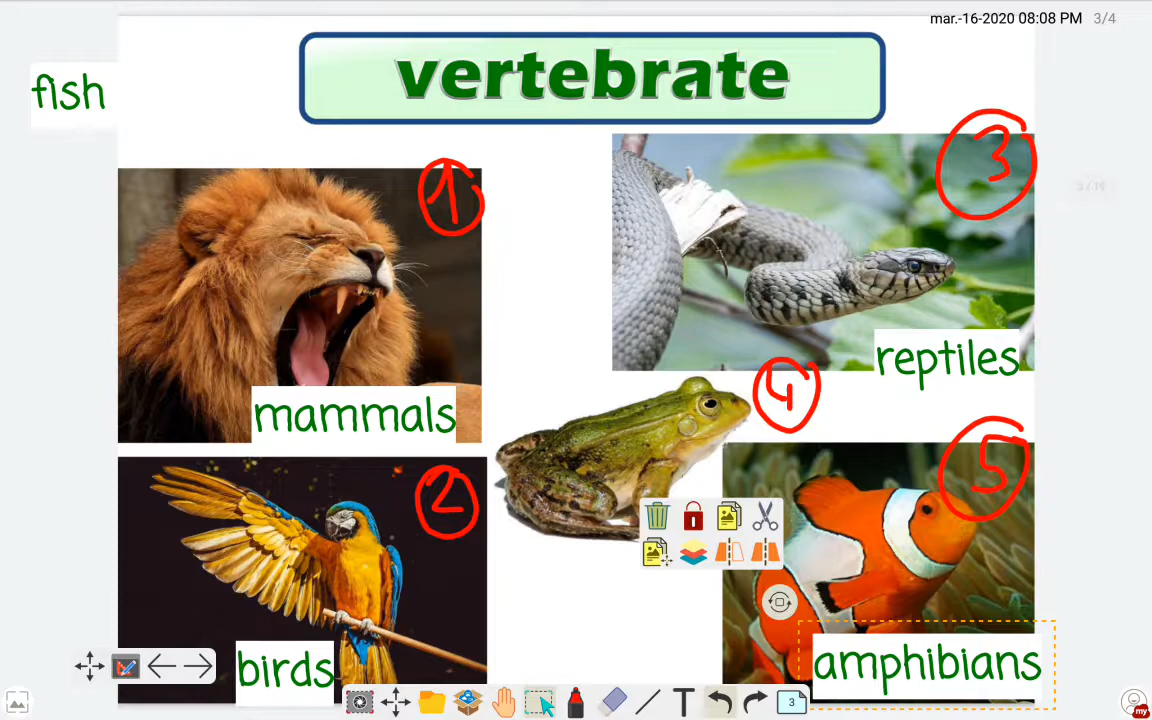 mar.-16-2020 08:08 PM 3/4
vertebrate
fish
3
1
reptiles
4
mammals
5
2
amphibians
birds
3
my